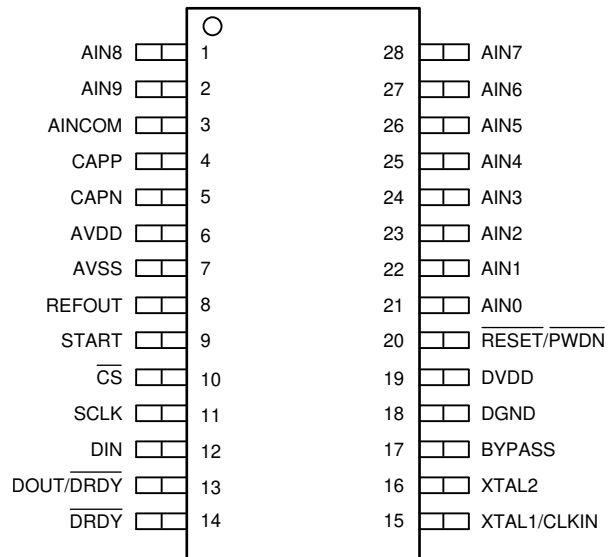 AIN8 1 28 AIN7
AIN9 2 27 AIN6
AINCOM 3 26 AIN5
CAPP 4 25 AIN4
CAPN 5 24 AIN3
AVDD 6 23 AIN2
AVSS 7 22 AIN1
REFOUT 8 21 AIN0
START 9 20 RESET/PWDN
CS 10 19 DVDD
SCLK 11 18 DGND
DIN 12 17 BYPASS
DOUT/DRDY 13 16 XTAL2
DRDY 14 15 XTAL1/CLKIN